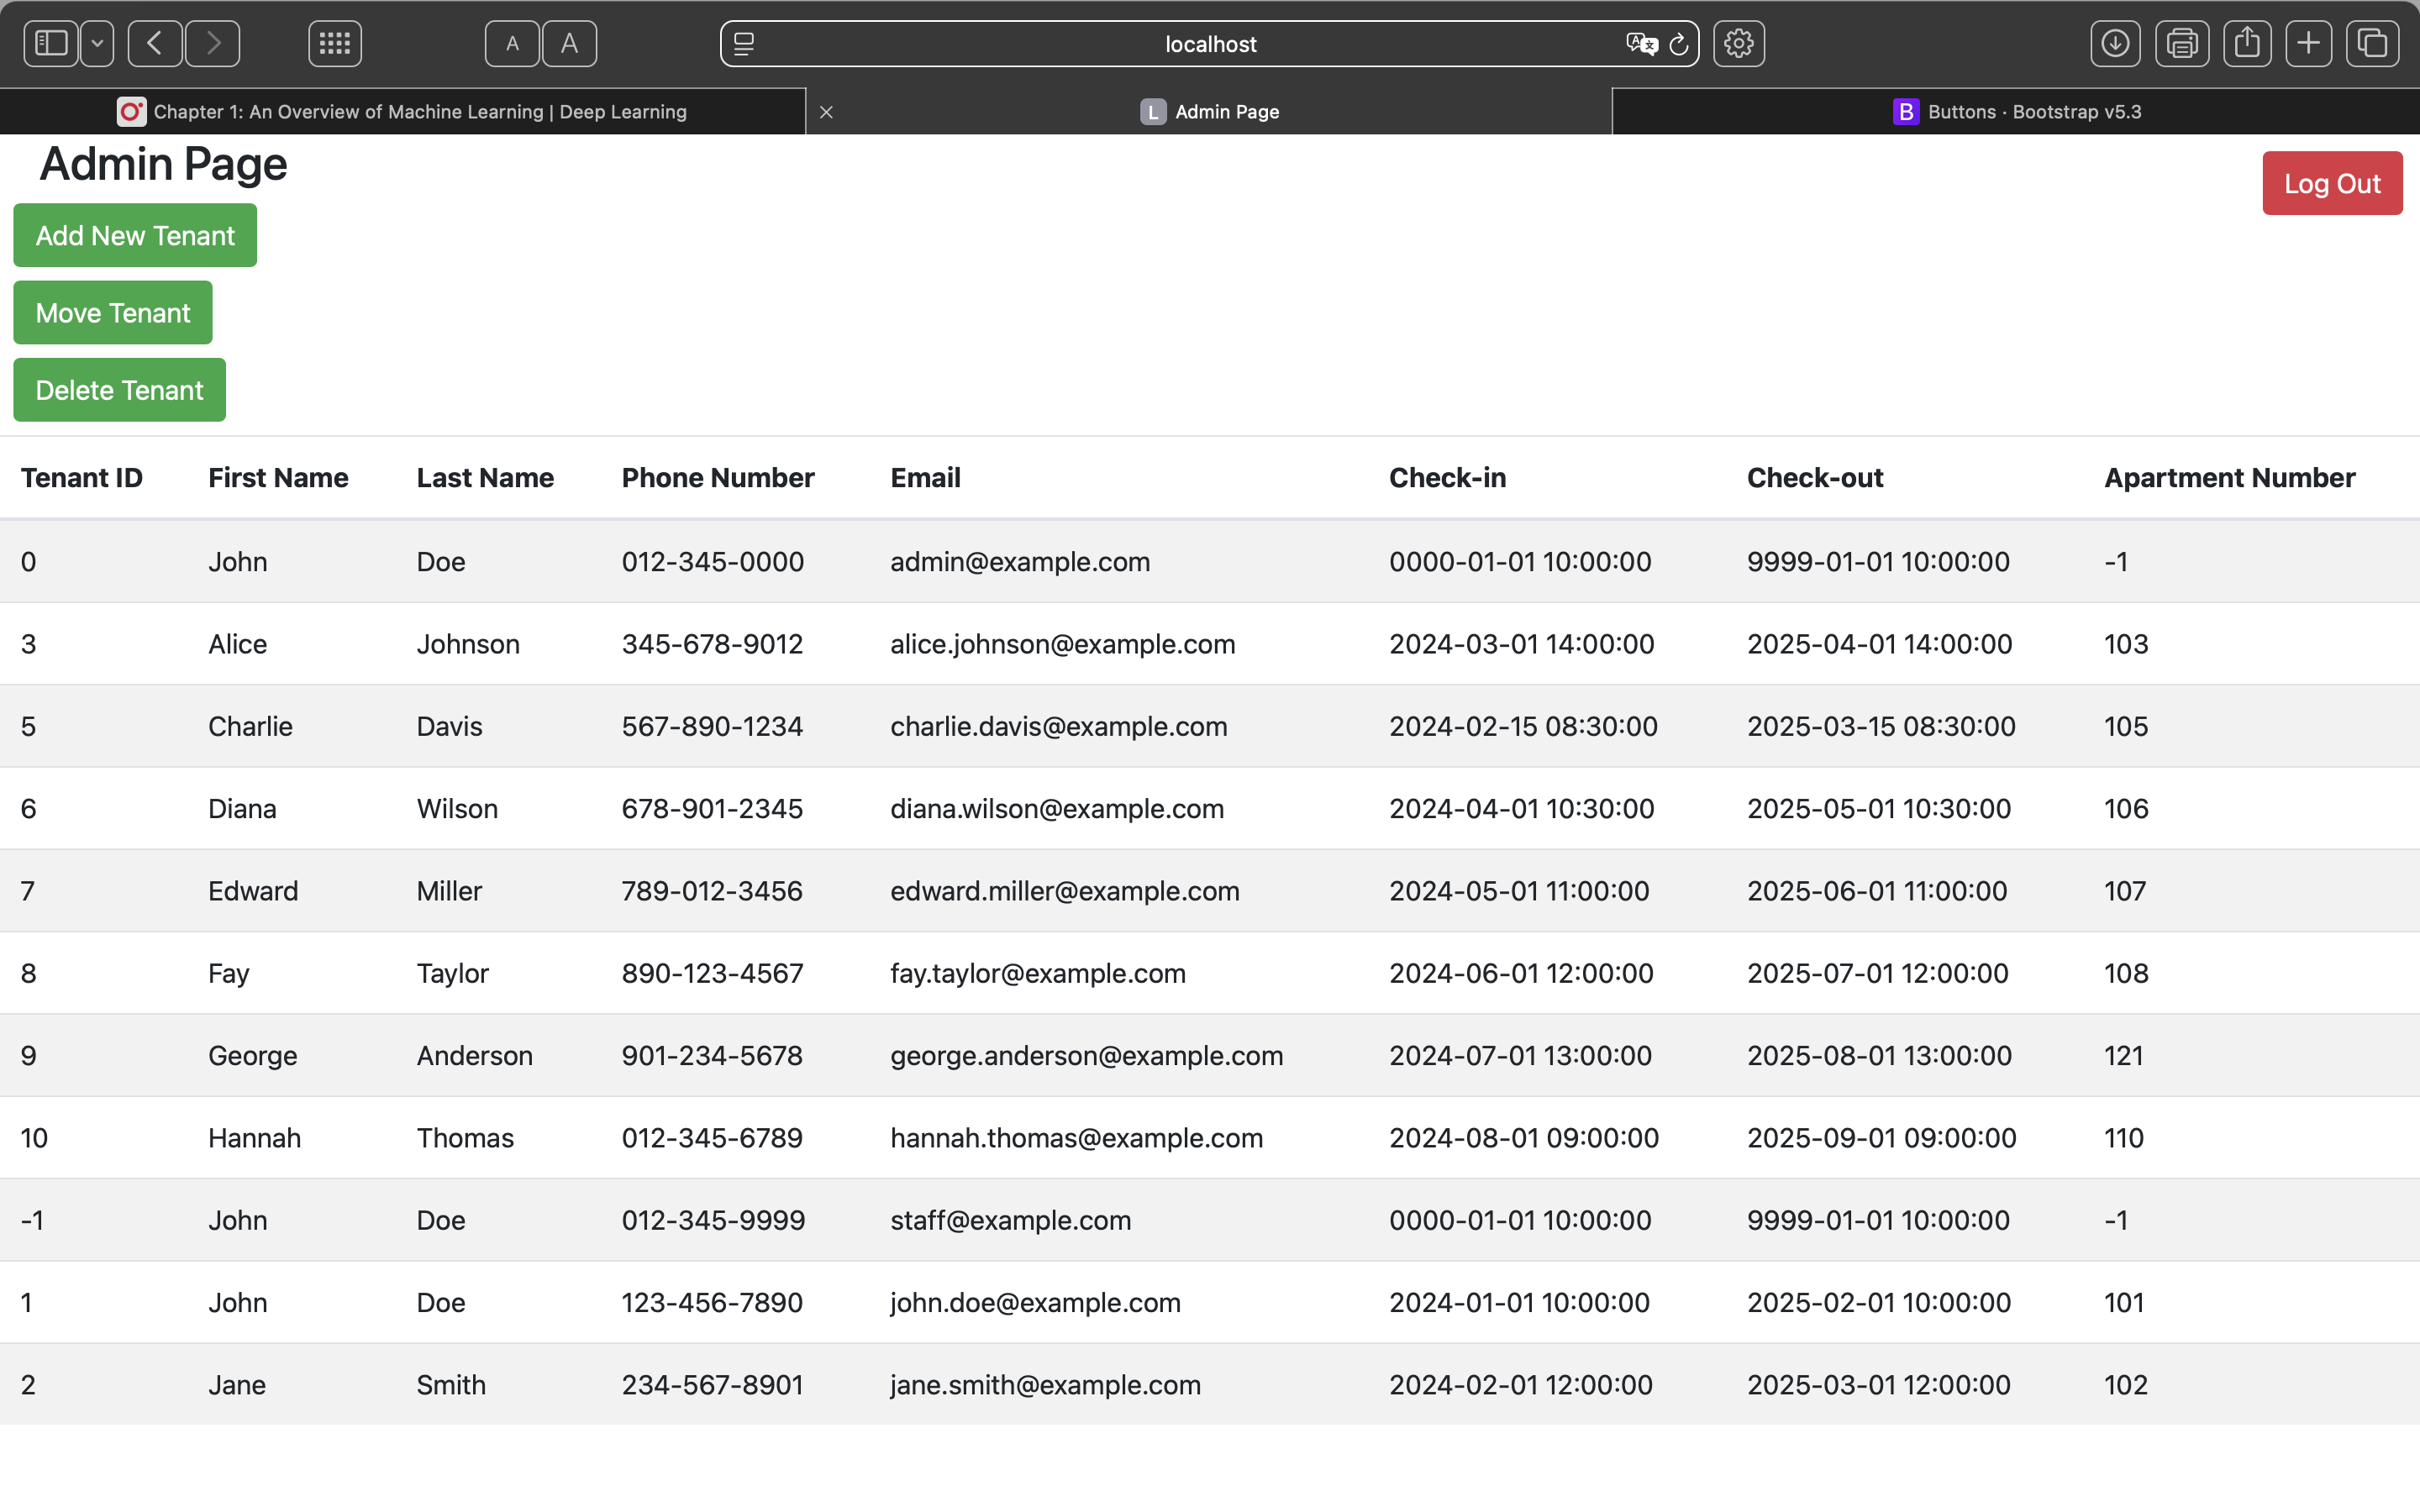 A A localhost
Chapter 1: An Overview of Machine Learning | Deep Learning L Admin Page B Buttons · Bootstrap v5.3
Admin Page Log Out
Add New Tenant
Move Tenant
Delete Tenant
Tenant ID First Name Last Name Phone Number Email Check-in Check-out Apartment Number
0 John Doe 012-345-0000 admin@example.com 0000-01-01 10:00:00 9999-01-01 10:00:00 -1
3 Alice Johnson 345-678-9012 alice.johnson@example.com 2024-03-01 14:00:00 2025-04-01 14:00:00 103
5 Charlie Davis 567-890-1234 charlie.davis@example.com 2024-02-15 08:30:00 2025-03-15 08:30:00 105
6 Diana Wilson 678-901-2345 diana.wilson@example.com 2024-04-01 10:30:00 2025-05-01 10:30:00 106
7 Edward Miller 789-012-3456 edward.miller@example.com 2024-05-01 11:00:00 2025-06-01 11:00:00 107
8 Fay Taylor 890-123-4567 fay.taylor@example.com 2024-06-01 12:00:00 2025-07-01 12:00:00 108
9 George Anderson 901-234-5678 george.anderson@example.com 2024-07-01 13:00:00 2025-08-01 13:00:00 121
10 Hannah Thomas 012-345-6789 hannah.thomas@example.com 2024-08-01 09:00:00 2025-09-01 09:00:00 110
-1 John Doe 012-345-9999 staff@example.com 0000-01-01 10:00:00 9999-01-01 10:00:00 -1
1 John Doe 123-456-7890 john.doe@example.com 2024-01-01 10:00:00 2025-02-01 10:00:00 101
2 Jane Smith 234-567-8901 jane.smith@example.com 2024-02-01 12:00:00 2025-03-01 12:00:00 102